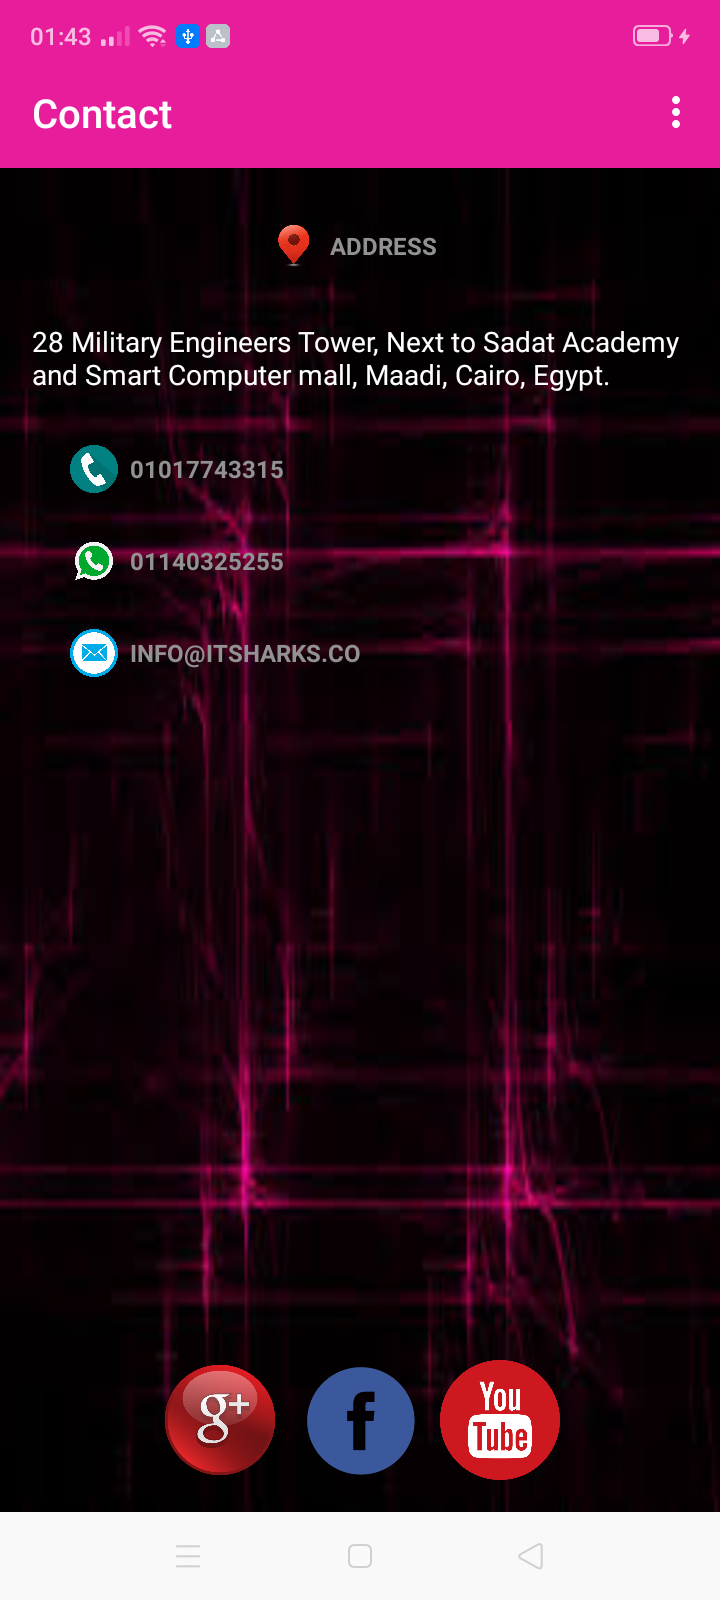 01:43
Contact
ADDRESS
28 Military Engineers Tower, Next to Sadat Academy
and Smart Computer mall, Maadi, Cairo, Egypt.
01017743315
01140325255
INFO@ITSHARKS.CO
g+ f You
Tube